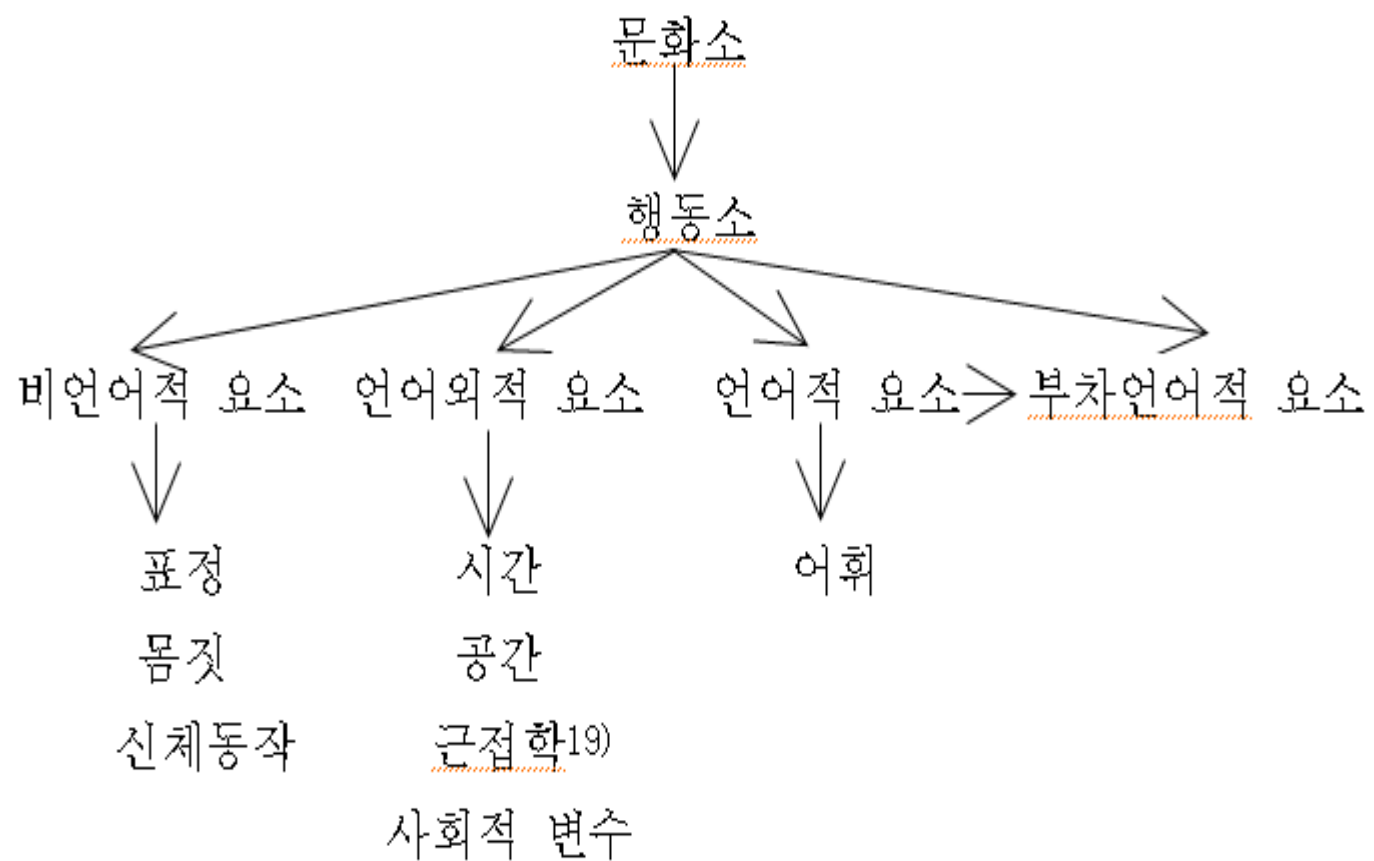 문화소
행동소
비언어적 요소 언어외적 요소 언어적 요소 부차언어적 요소
표정 시간 어휘
몸짓 공간
신체동작 근접학19)
사회적 변수